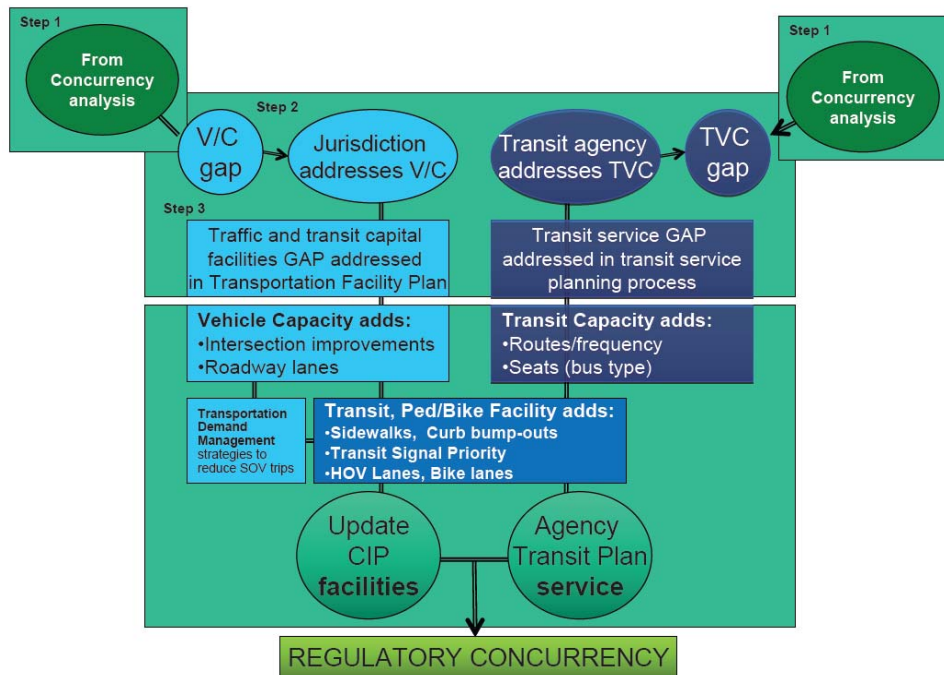 Step 1
From
Concurrency
analysis
Step 1
From
Concurrency
analysis
Step 2
V/C
gap
Jurisdiction
addresses V/C
Transit agency
addresses TVC
TVC
gap
Step 3
Traffic and transit capital
facilities GAP addressed
in Transportation Facility Plan
Transit service GAP
addressed in transit service
planning process
Vehicle Capacity adds:
•Intersection improvements
•Roadway lanes
Transit Capacity adds:
•Routes/frequency
•Seats (bus type)
Transportation
Demand
Management
strategies to
reduce SOV trips
Transit, Ped/Bike Facility adds:
•Sidewalks, Curb bump-outs
•Transit Signal Priority
•HOV Lanes, Bike lanes
Update
CIP
facilities
Agency
Transit Plan
service
REGULATORY CONCURRENCY